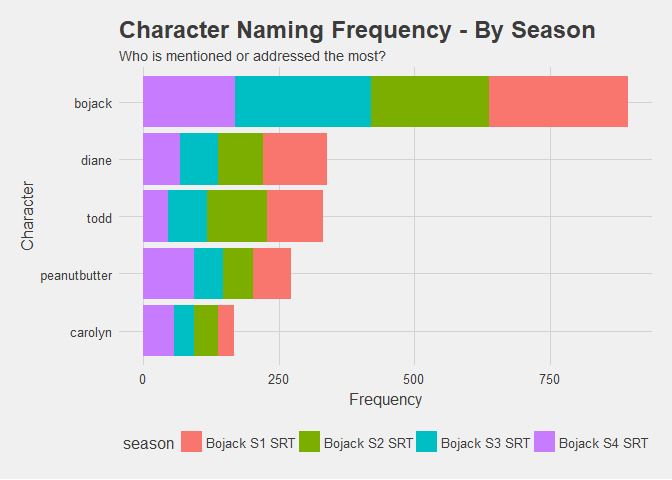 Character Naming Frequency - By Season
Who is mentioned or addressed the most?
Character
bojack
diane
todd
peanutbutter
carolyn
0 250 500 750
Frequency
season Bojack S1 SRT Bojack S2 SRT Bojack S3 SRT Bojack S4 SRT